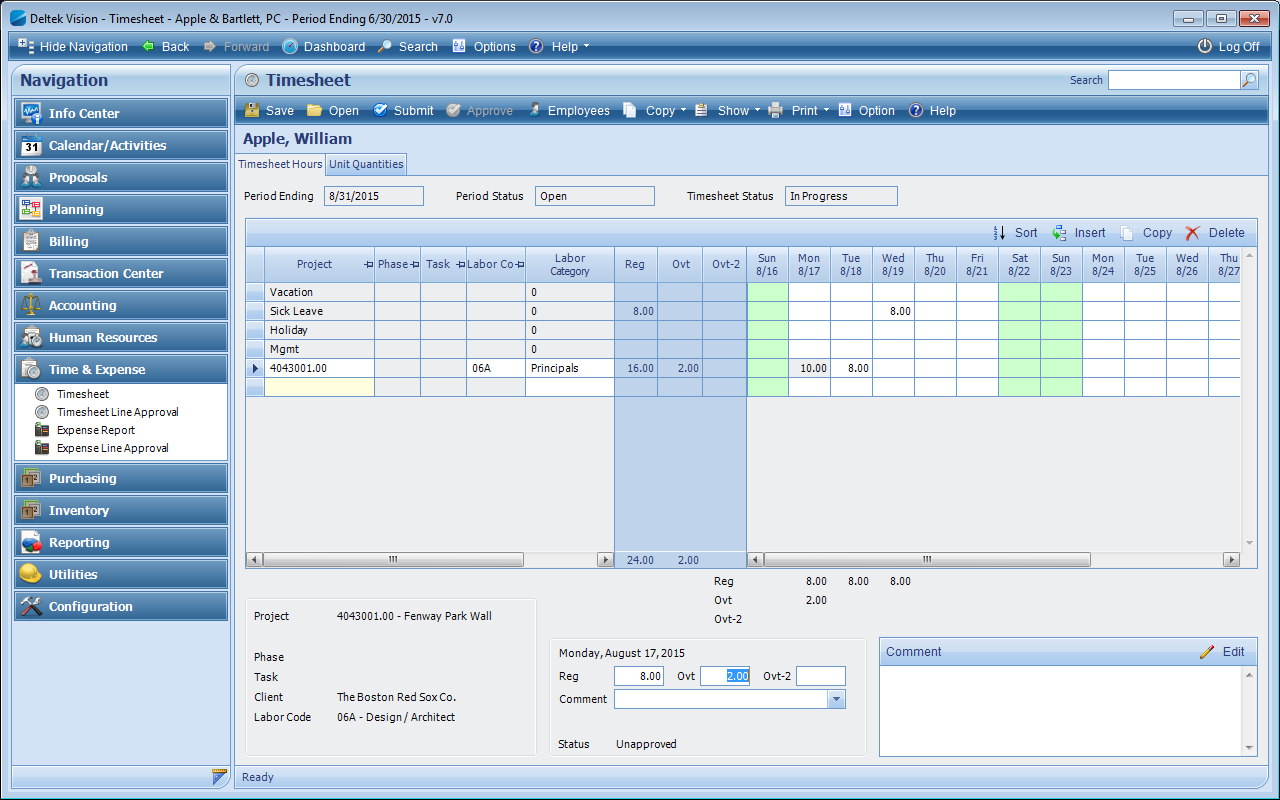 Deltek Vision - Timesheet - Apple & Bartlett, PC - Period Ending 6/30/2015 - v7.0
Hide Navigation Back Forward Dashboard Search Options Help Log Off
Navigation
Info Center
31 Calendar/Activities
Proposals
Planning
Billing
Transaction Center
Accounting
Human Resources
Time & Expense
Timesheet
Timesheet Line Approval
Expense Report
Expense Line Approval
Purchasing
Inventory
Reporting
Utilities
Configuration
Timesheet
Search
Save Open Submit Approve Employees Copy Show Print Option Help
Apple, William
Timesheet Hours Unit Quantities
Period Ending 8/31/2015 Period Status Open Timesheet Status In Progress
Sort Insert Copy Delete
Project Phase Task Labor Co Labor Category Reg Ovt Ovt-2 Sun 8/16 Mon 8/17 Tue 8/18 Wed 8/19 Thu 8/20 Fri 8/21 Sat 8/22 Sun 8/23 Mon 8/24 Tue 8/25 Wed 8/26 Thu 8/27
Vacation 0
Sick Leave 0 8.00 8.00
Holiday 0
Mgmt 0
4043001.00 06A Principals 16.00 2.00 10.00 8.00
24.00 2.00
Reg 8.00 8.00 8.00
Ovt 2.00
Ovt-2
Project 4043001.00 - Fenway Park Wall
Phase
Task
Client The Boston Red Sox Co.
Labor Code 06A - Design / Architect
Monday, August 17, 2015
Reg 8.00 Ovt 2.00 Ovt-2
Comment
Status Unapproved
Comment Edit
Ready